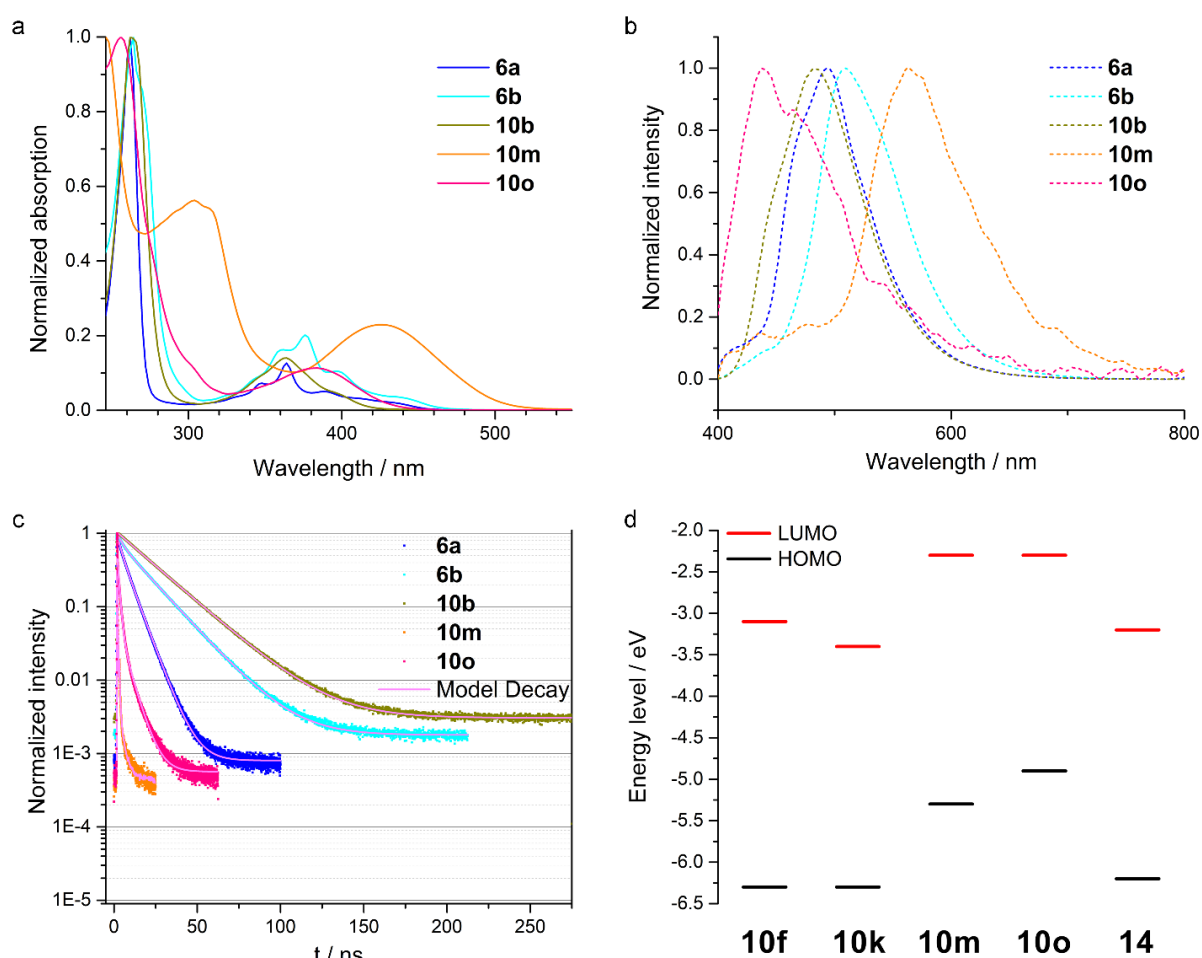 a
Normalized absorption
1.0
0.8
0.6
0.4
0.2
0.0
300
400
500
Wavelength / nm
6a
6b
10b
10m
10o
b
Normalized intensity
1.0
0.8
0.6
0.4
0.2
0.0
400
600
800
Wavelength / nm
6a
6b
10b
10m
10o
c
Normalized intensity
1
0.1
0.01
1E-3
1E-4
1E-5
0
50
100
150
200
250
t / ns
6a
6b
10b
10m
10o
Model Decay
d
Energy level / eV
-2.0
-2.5
-3.0
-3.5
-4.0
-4.5
-5.0
-5.5
-6.0
-6.5
LUMO
HOMO
10f
10k
10m
10o
14